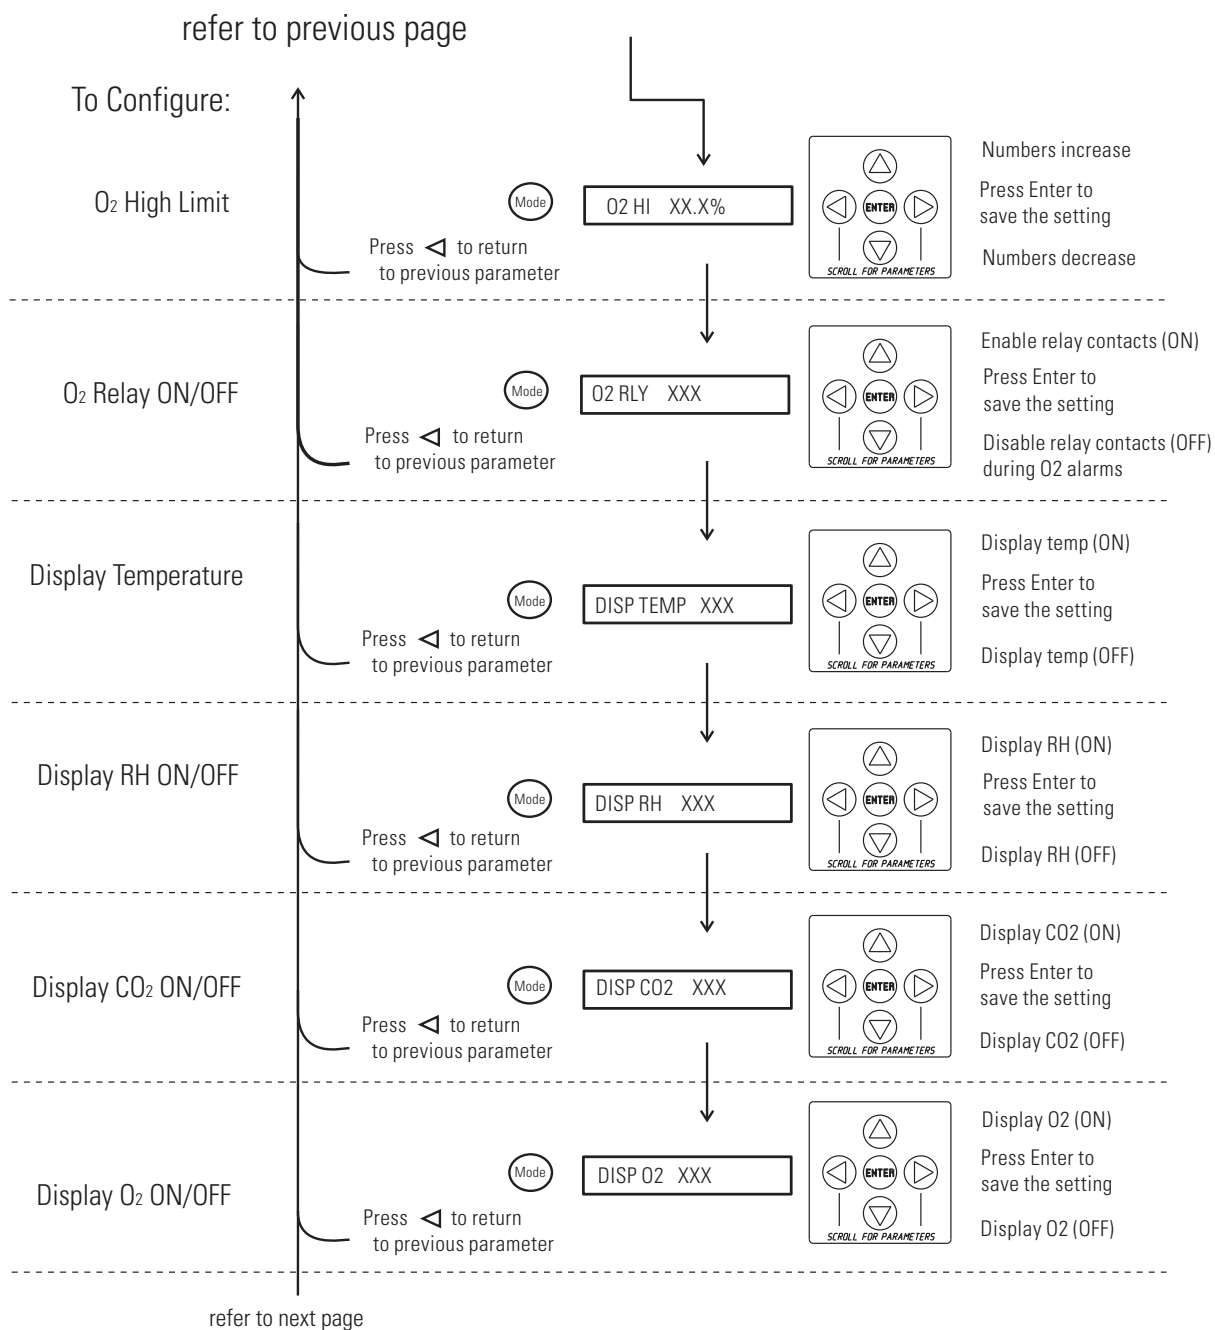 refer to previous page
To Configure:
O2 High Limit
Mode
O2 HI XX.X%
ENTER
SCROLL FOR PARAMETERS
Numbers increase
Press Enter to
save the setting
Numbers decrease
Press to return
to previous parameter
O2 Relay ON/OFF
Mode
O2 RLY XXX
ENTER
SCROLL FOR PARAMETERS
Enable relay contacts (ON)
Press Enter to
save the setting
Disable relay contacts (OFF)
during O2 alarms
Press to return
to previous parameter
Display Temperature
Mode
DISP TEMP XXX
ENTER
SCROLL FOR PARAMETERS
Display temp (ON)
Press Enter to
save the setting
Display temp (OFF)
Press to return
to previous parameter
Display RH ON/OFF
Mode
DISP RH XXX
ENTER
SCROLL FOR PARAMETERS
Display RH (ON)
Press Enter to
save the setting
Display RH (OFF)
Press to return
to previous parameter
Display CO2 ON/OFF
Mode
DISP CO2 XXX
ENTER
SCROLL FOR PARAMETERS
Display CO2 (ON)
Press Enter to
save the setting
Display CO2 (OFF)
Press to return
to previous parameter
Display O2 ON/OFF
Mode
DISP O2 XXX
ENTER
SCROLL FOR PARAMETERS
Display O2 (ON)
Press Enter to
save the setting
Display O2 (OFF)
Press to return
to previous parameter
refer to next page